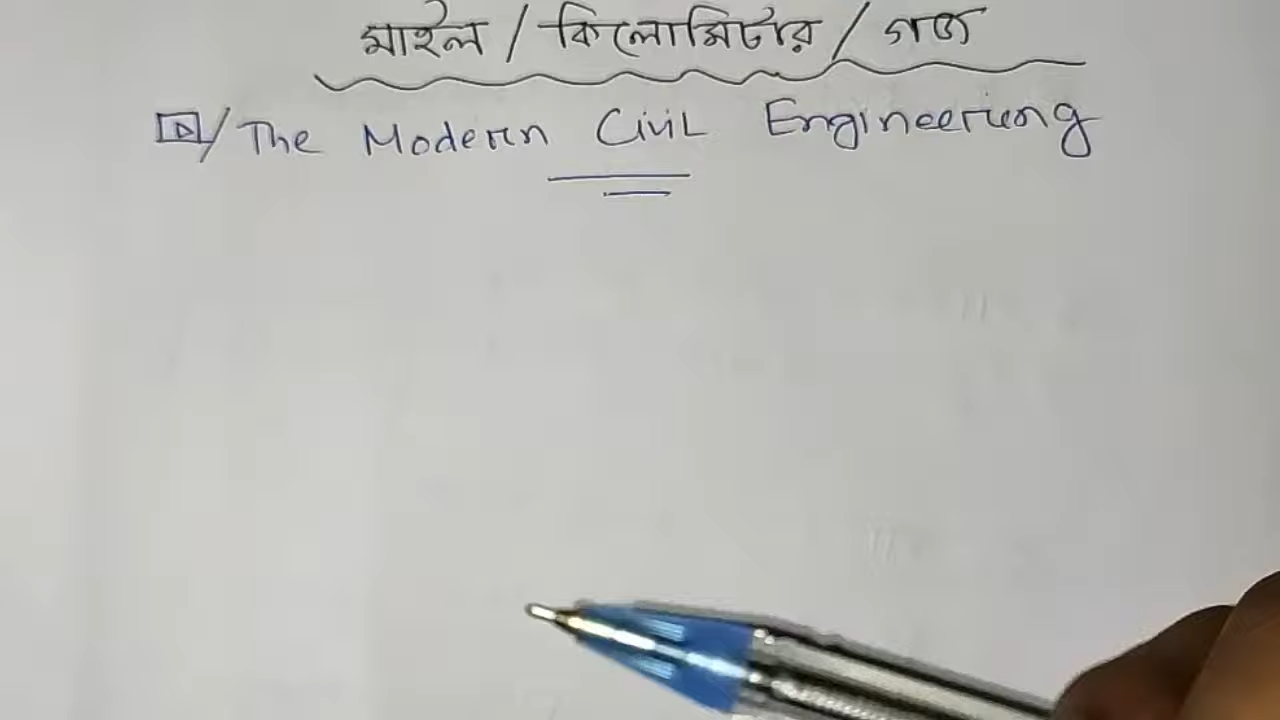 মাইল / কিলোমিটার / গজ
/ The Modern Civil Engineering